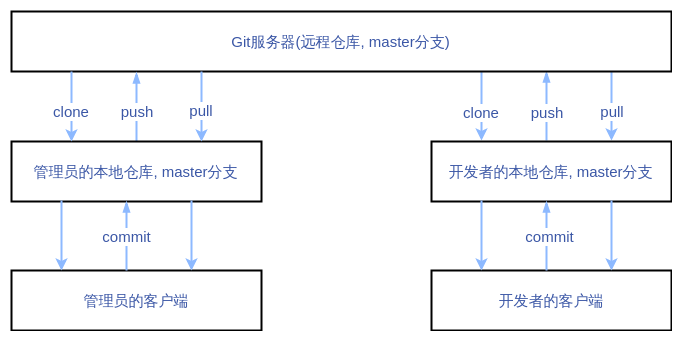 Git服务器(远程仓库, master分支)
clone
push
pull
clone
push
pull
管理员的本地仓库, master分支
开发者的本地仓库, master分支
commit
commit
管理员的客户端
开发者的客户端